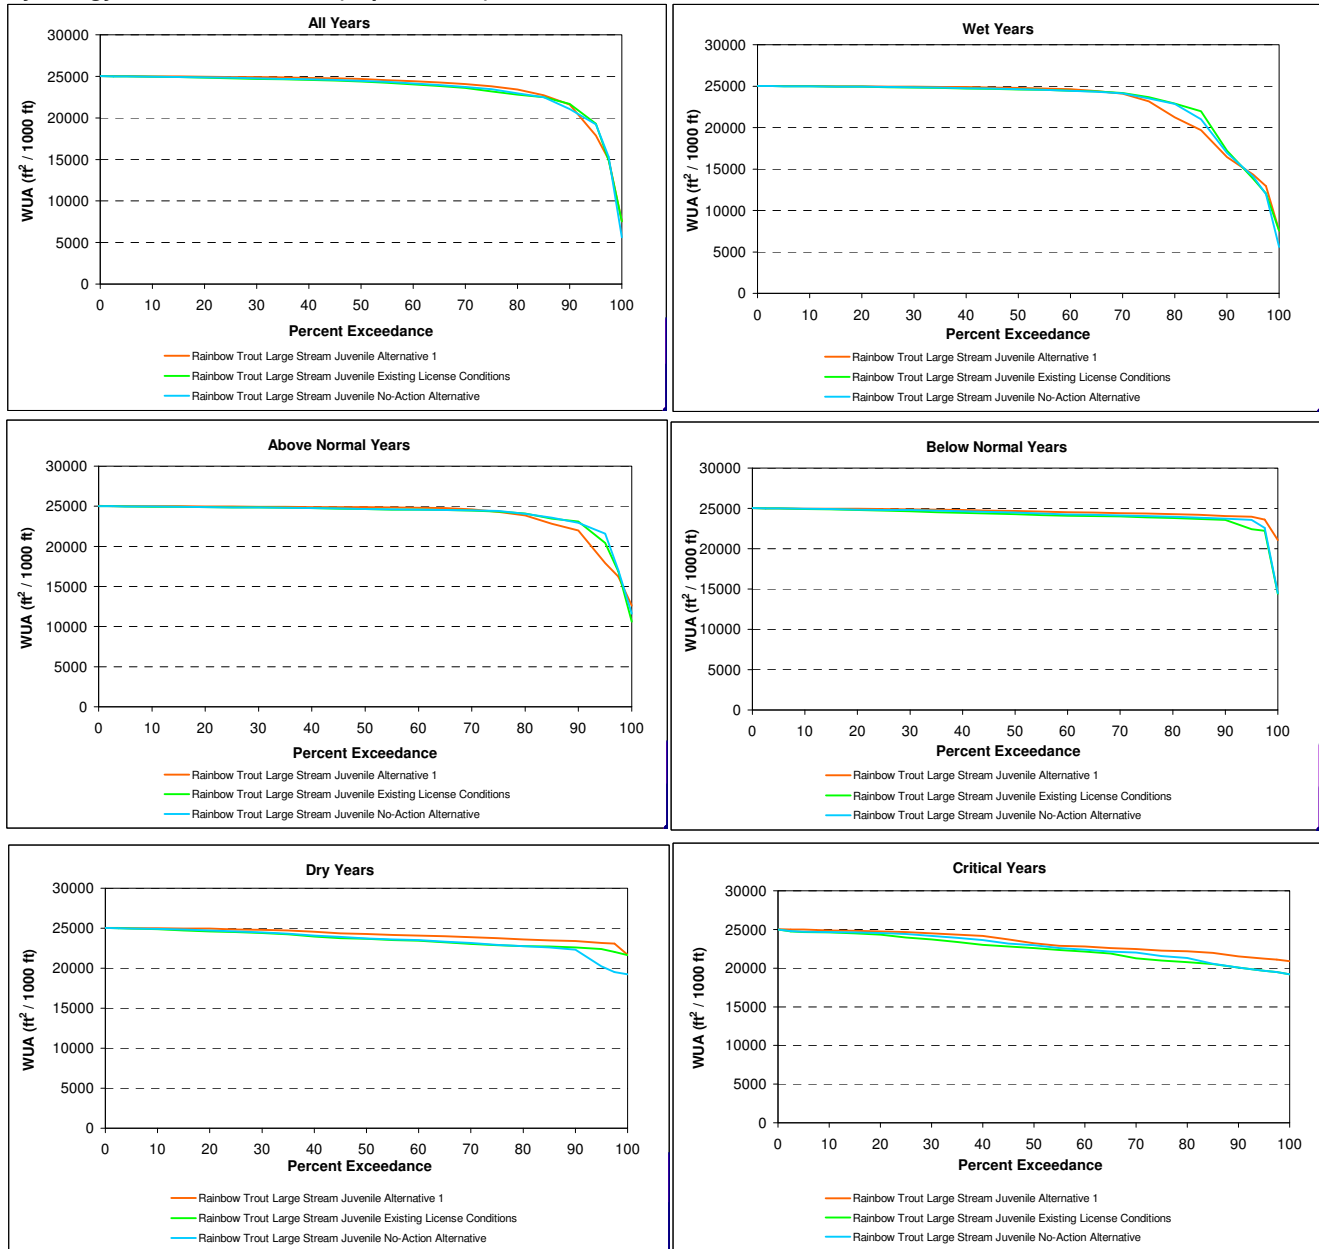 All Years
30000
25000
20000
15000
10000
5000
0
WUA (ft² / 1000 ft)
0 10 20 30 40 50 60 70 80 90 100
Percent Exceedance
Rainbow Trout Large Stream Juvenile Alternative 1
Rainbow Trout Large Stream Juvenile Existing License Conditions
Rainbow Trout Large Stream Juvenile No-Action Alternative
Wet Years
30000
25000
20000
15000
10000
5000
0
WUA (ft² / 1000 ft)
0 10 20 30 40 50 60 70 80 90 100
Percent Exceedance
Rainbow Trout Large Stream Juvenile Alternative 1
Rainbow Trout Large Stream Juvenile Existing License Conditions
Rainbow Trout Large Stream Juvenile No-Action Alternative
Above Normal Years
30000
25000
20000
15000
10000
5000
0
WUA (ft² / 1000 ft)
0 10 20 30 40 50 60 70 80 90 100
Percent Exceedance
Rainbow Trout Large Stream Juvenile Alternative 1
Rainbow Trout Large Stream Juvenile Existing License Conditions
Rainbow Trout Large Stream Juvenile No-Action Alternative
Below Normal Years
30000
25000
20000
15000
10000
5000
0
WUA (ft² / 1000 ft)
0 10 20 30 40 50 60 70 80 90 100
Percent Exceedance
Rainbow Trout Large Stream Juvenile Alternative 1
Rainbow Trout Large Stream Juvenile Existing License Conditions
Rainbow Trout Large Stream Juvenile No-Action Alternative
Dry Years
30000
25000
20000
15000
10000
5000
0
WUA (ft² / 1000 ft)
0 10 20 30 40 50 60 70 80 90 100
Percent Exceedance
Rainbow Trout Large Stream Juvenile Alternative 1
Rainbow Trout Large Stream Juvenile Existing License Conditions
Rainbow Trout Large Stream Juvenile No-Action Alternative
Critical Years
30000
25000
20000
15000
10000
5000
0
WUA (ft² / 1000 ft)
0 10 20 30 40 50 60 70 80 90 100
Percent Exceedance
Rainbow Trout Large Stream Juvenile Alternative 1
Rainbow Trout Large Stream Juvenile Existing License Conditions
Rainbow Trout Large Stream Juvenile No-Action Alternative